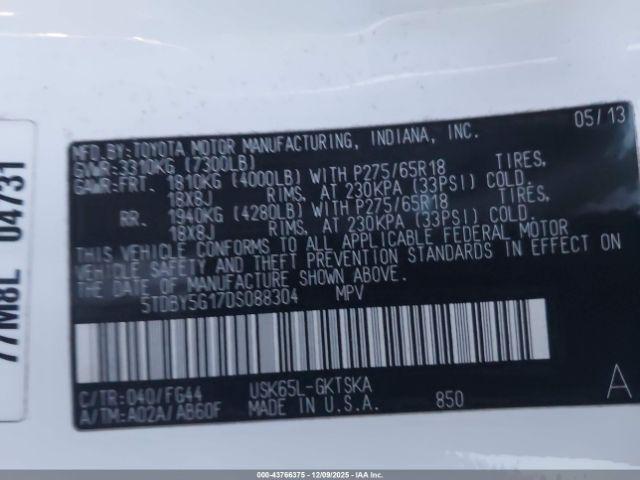 MFD.BY:TOYOTA MOTOR MANUFACTURING, INDIANA, INC. 05/13
GVWR:3310KG (7300LB)
GAWR:FRT. 1810KG (4000LB) WITH P275/65R18 TIRES,
18X8J RIMS, AT 230KPA (33PSI) COLD.
RR. 1940KG (4280LB) WITH P275/65R18 TIRES,
18X8J RIMS, AT 230KPA (33PSI) COLD.
THIS VEHICLE CONFORMS TO ALL APPLICABLE FEDERAL MOTOR
VEHICLE SAFETY AND THEFT PREVENTION STANDARDS IN EFFECT ON
THE DATE OF MANUFACTURE SHOWN ABOVE.
5TDBY5G17DS088304 MPV
C/TR:040/FG44 USK65L-GKTSKA
A/TM:A02A/AB60F MADE IN U.S.A. 850 A
77M8L 04731
000-43766375 - 12/09/2025 - IAA Inc.